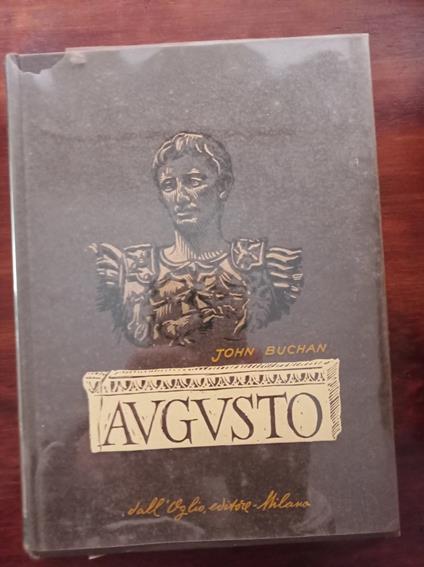 JOHN BUCHAN
AVGVSTO
dall'Oglio, editore - Milano